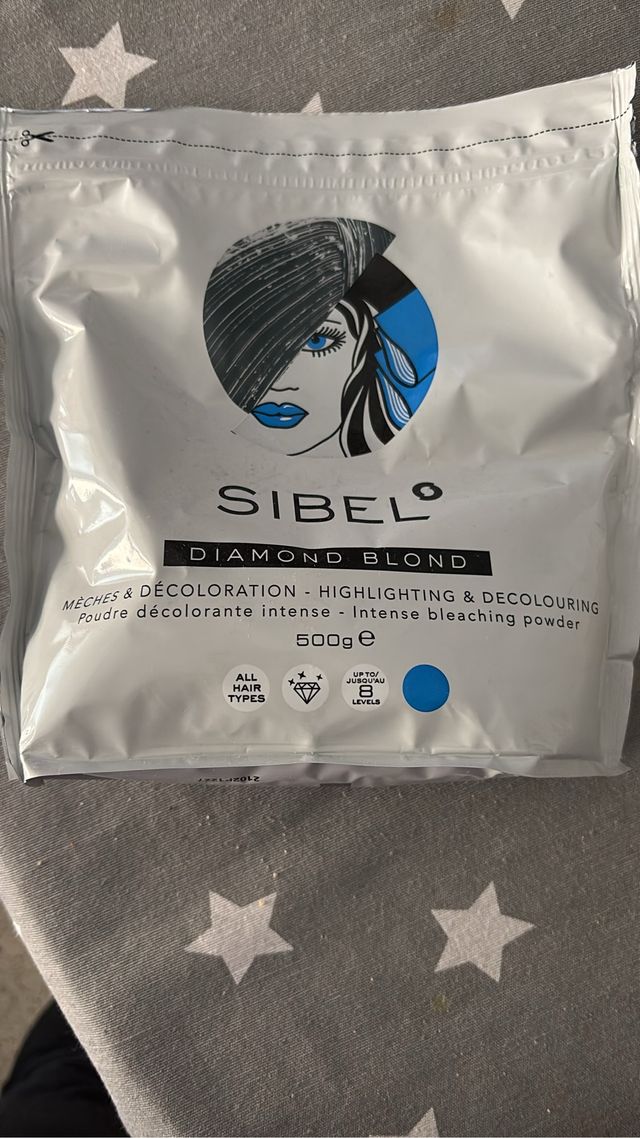 SIBEL
DIAMOND BLOND
MÈCHES & DÉCOLORATION - HIGHLIGHTING & DECOLOURING
Poudre décolorante intense - Intense bleaching powder
500g e
ALL
HAIR
TYPES
UP TO/
JUSQU'AU
8
LEVELS